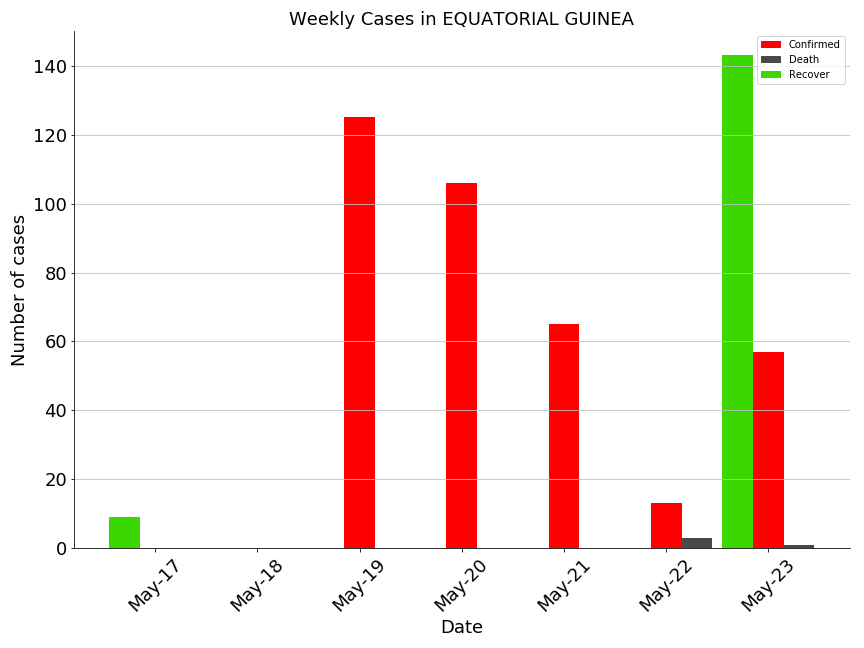 Weekly Cases in EQUATORIAL GUINEA
Confirmed
Death
Recover
Number of cases
140
120
100
80
60
40
20
0
May-17
May-18
May-19
May-20
May-21
May-22
May-23
Date